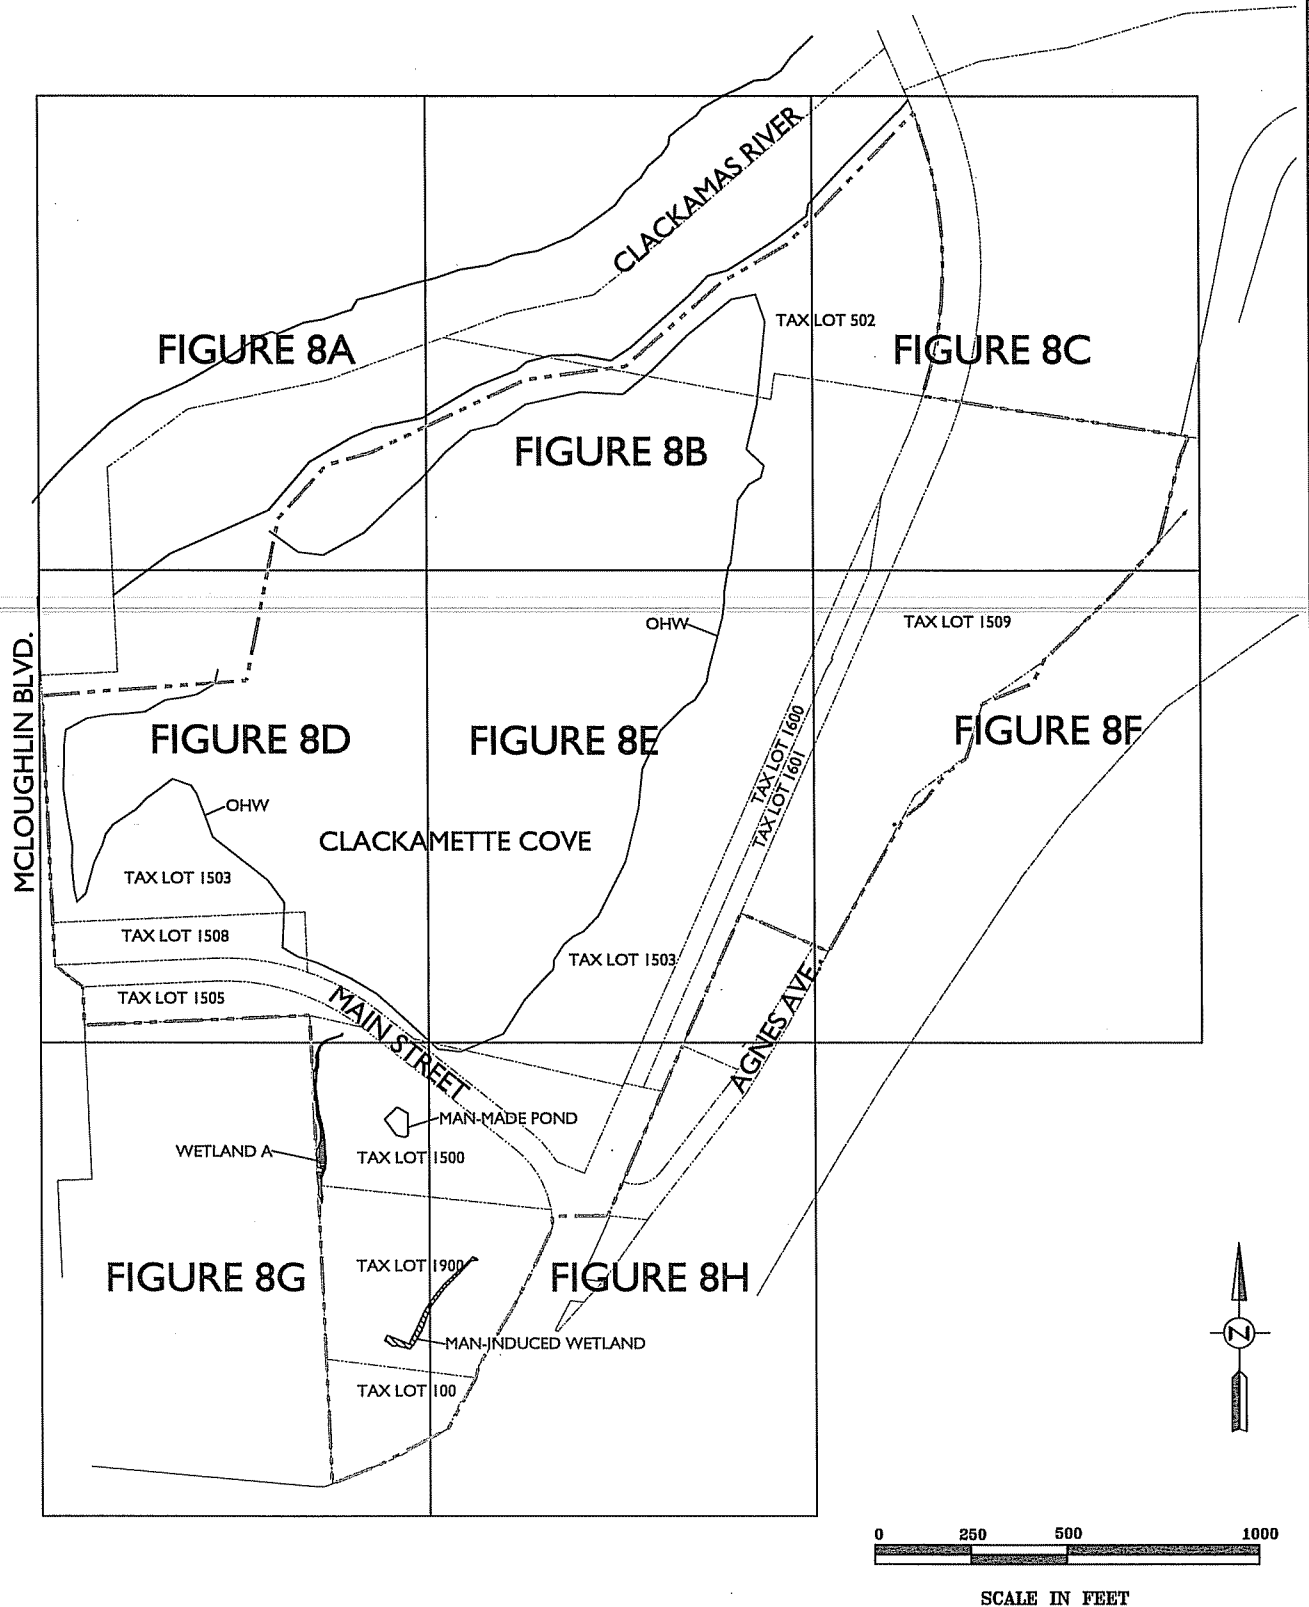 CLACKAMAS RIVER
TAX LOT 502
FIGURE 8A
FIGURE 8C
FIGURE 8B
OHW
TAX LOT 1509
MCLOUGHLIN BLVD.
FIGURE 8D
FIGURE 8E
TAX LOT 1600
TAX LOT 1601
FIGURE 8F
OHW
CLACKAMETTE COVE
TAX LOT 1503
TAX LOT 1508
TAX LOT 1503
TAX LOT 1505
MAIN STREET
AGNES AVE.
MAN-MADE POND
WETLAND A
TAX LOT 1500
TAX LOT 1900
FIGURE 8G
FIGURE 8H
MAN-INDUCED WETLAND
TAX LOT 100
N
0 250 500 1000
SCALE IN FEET